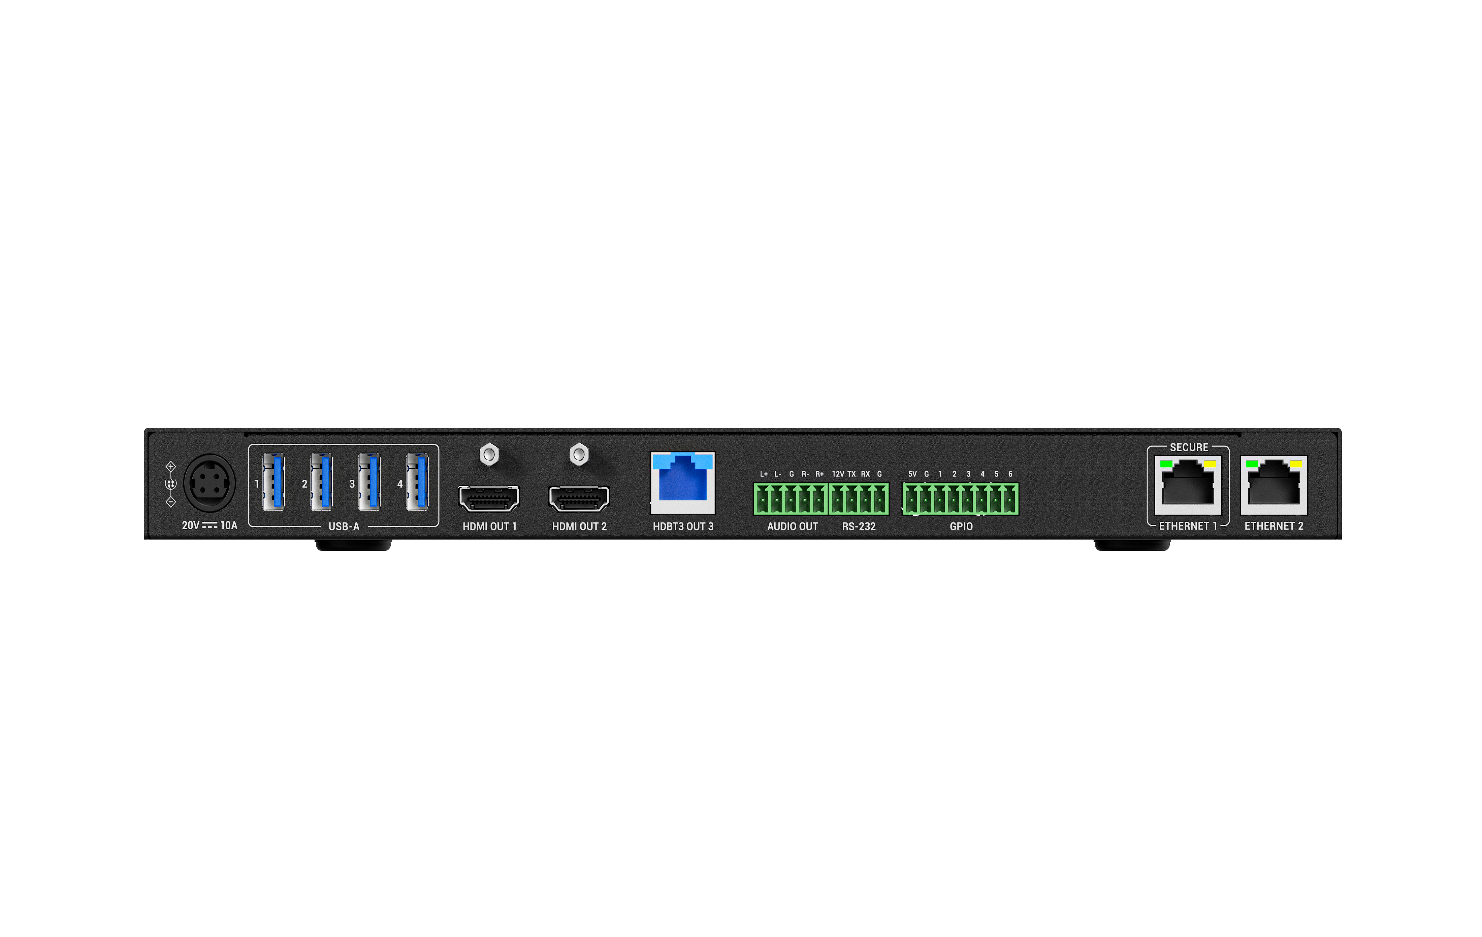 20V 10A
1 2 3 4
USB-A
HDMI OUT 1
HDMI OUT 2
HDBT3 OUT 3
L+ L- G R- R+
AUDIO OUT
12V TX RX G
RS-232
5V G 1 2 3 4 5 6
GPIO
SECURE
ETHERNET 1
ETHERNET 2